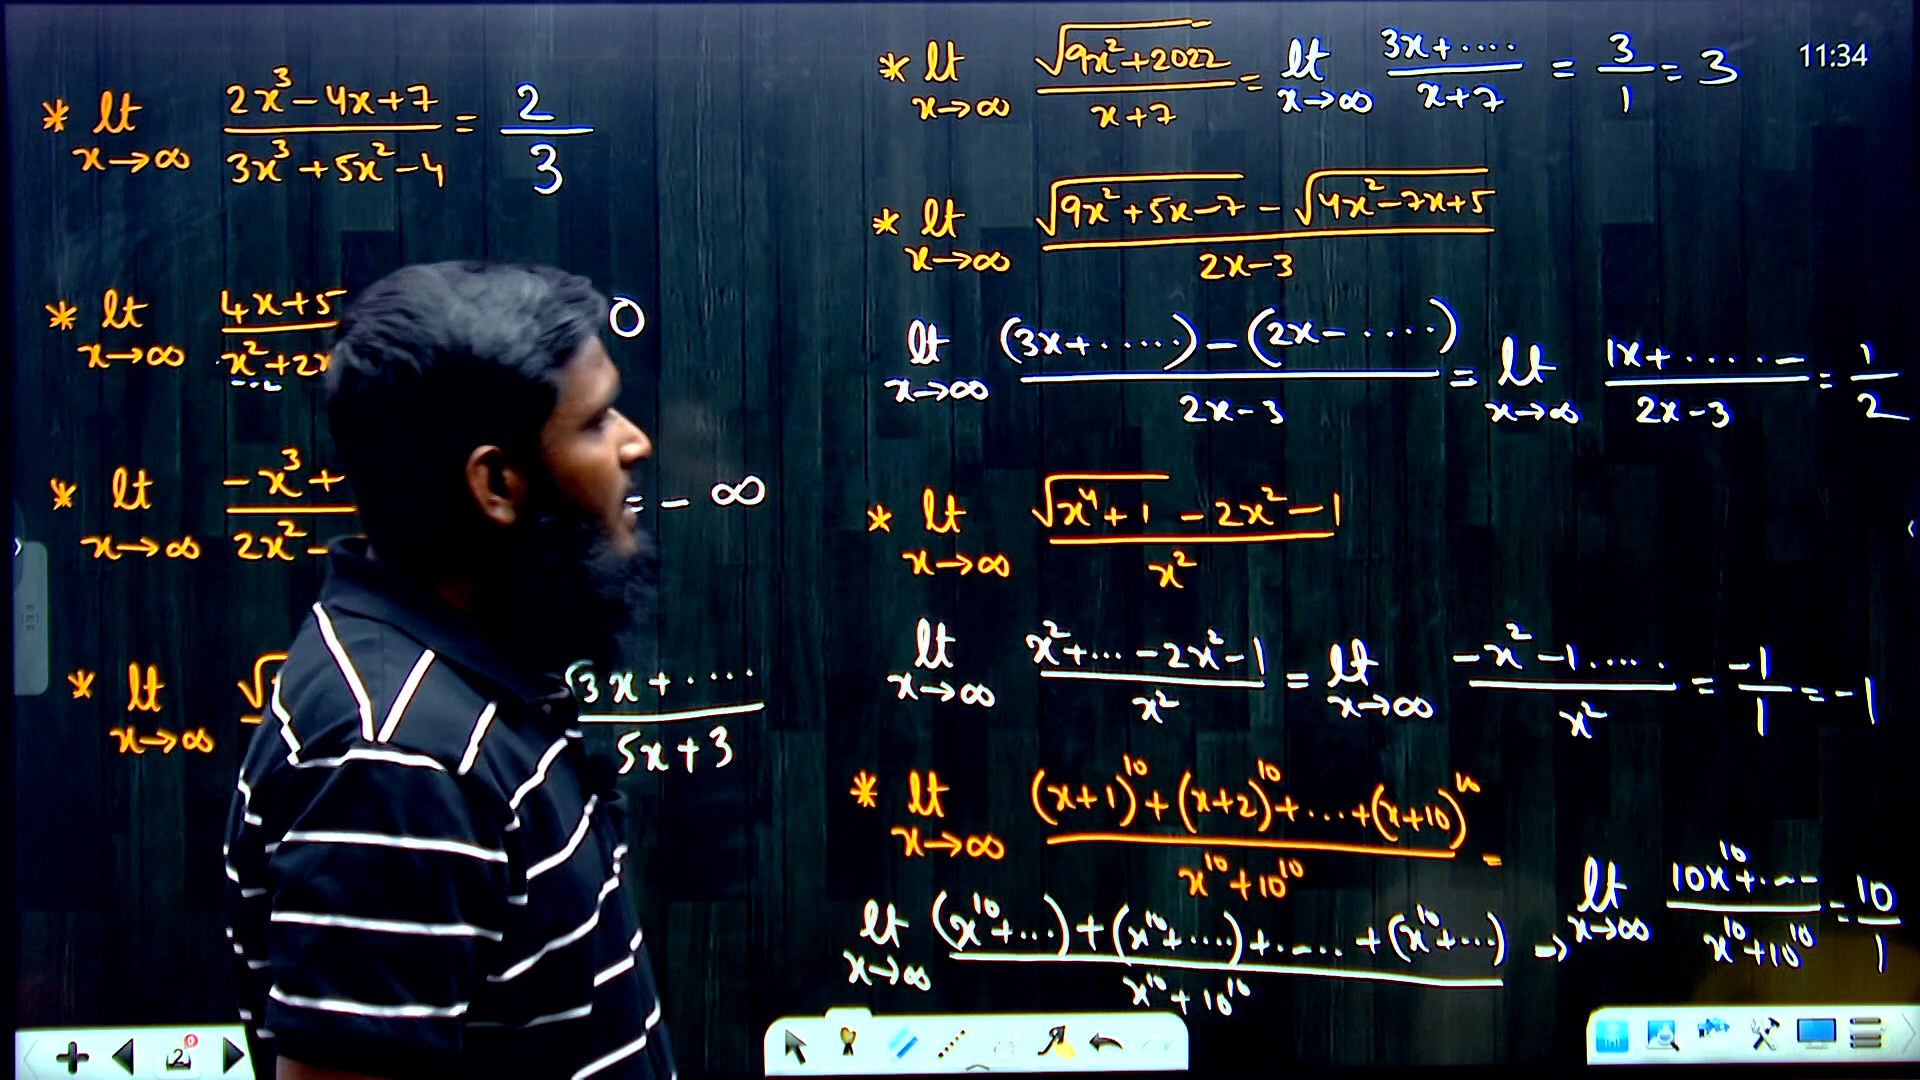 * lt x→∞ (2x³-4x+7)/(3x³+5x²-4) = 2/3
* lt x→∞ (4x+5)/(x²+2x 0
* lt x→∞ (-x³+)/(2x²- = -∞
* lt x→∞ √ √3x+····/(5x+3)
11:34
* lt x→∞ √(9x²+2022)/(x+7) = lt x→∞ (3x+····)/(x+7) = 3/1 = 3
* lt x→∞ (√(9x²+5x-7) - √(4x²-7x+5))/(2x-3)
lt x→∞ ((3x+·····)-(2x-·····))/(2x-3) = lt x→∞ (1x+·····-)/(2x-3) = 1/2
* lt x→∞ (√(x⁴+1) - 2x²-1)/x²
lt x→∞ (x²+...-2x²-1)/x² = lt x→∞ (-x²-1·····)/x² = -1/1 = -1
* lt x→∞ ((x+1)¹⁰+(x+2)¹⁰+...+(x+10)¹⁰)/(x¹⁰+10¹⁰) =
lt x→∞ ((x¹⁰+...)+(x¹⁰+....)+.....+(x¹⁰+...))/(x¹⁰+10¹⁰) ⇒ lt x→∞ (10x¹⁰+...)/(x¹⁰+10¹⁰) = 10/1
2